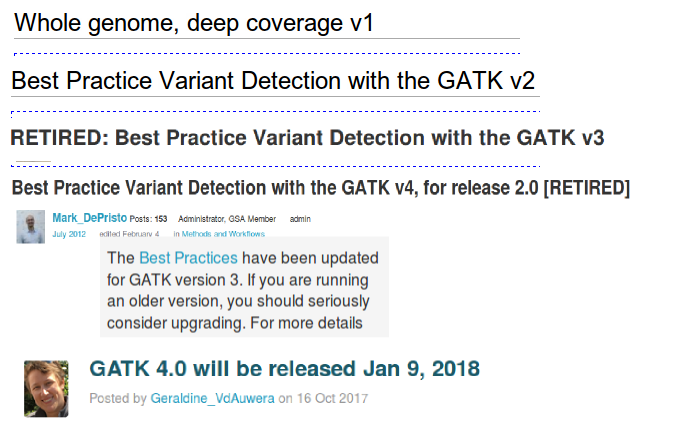 Whole genome, deep coverage v1
Best Practice Variant Detection with the GATK v2
RETIRED: Best Practice Variant Detection with the GATK v3
Best Practice Variant Detection with the GATK v4, for release 2.0 [RETIRED]
Mark_DePristo Posts: 153 Administrator, GSA Member admin
July 2012 edited February 4 in Methods and Workflows
The Best Practices have been updated
for GATK version 3. If you are running
an older version, you should seriously
consider upgrading. For more details
GATK 4.0 will be released Jan 9, 2018
Posted by Geraldine_VdAuwera on 16 Oct 2017